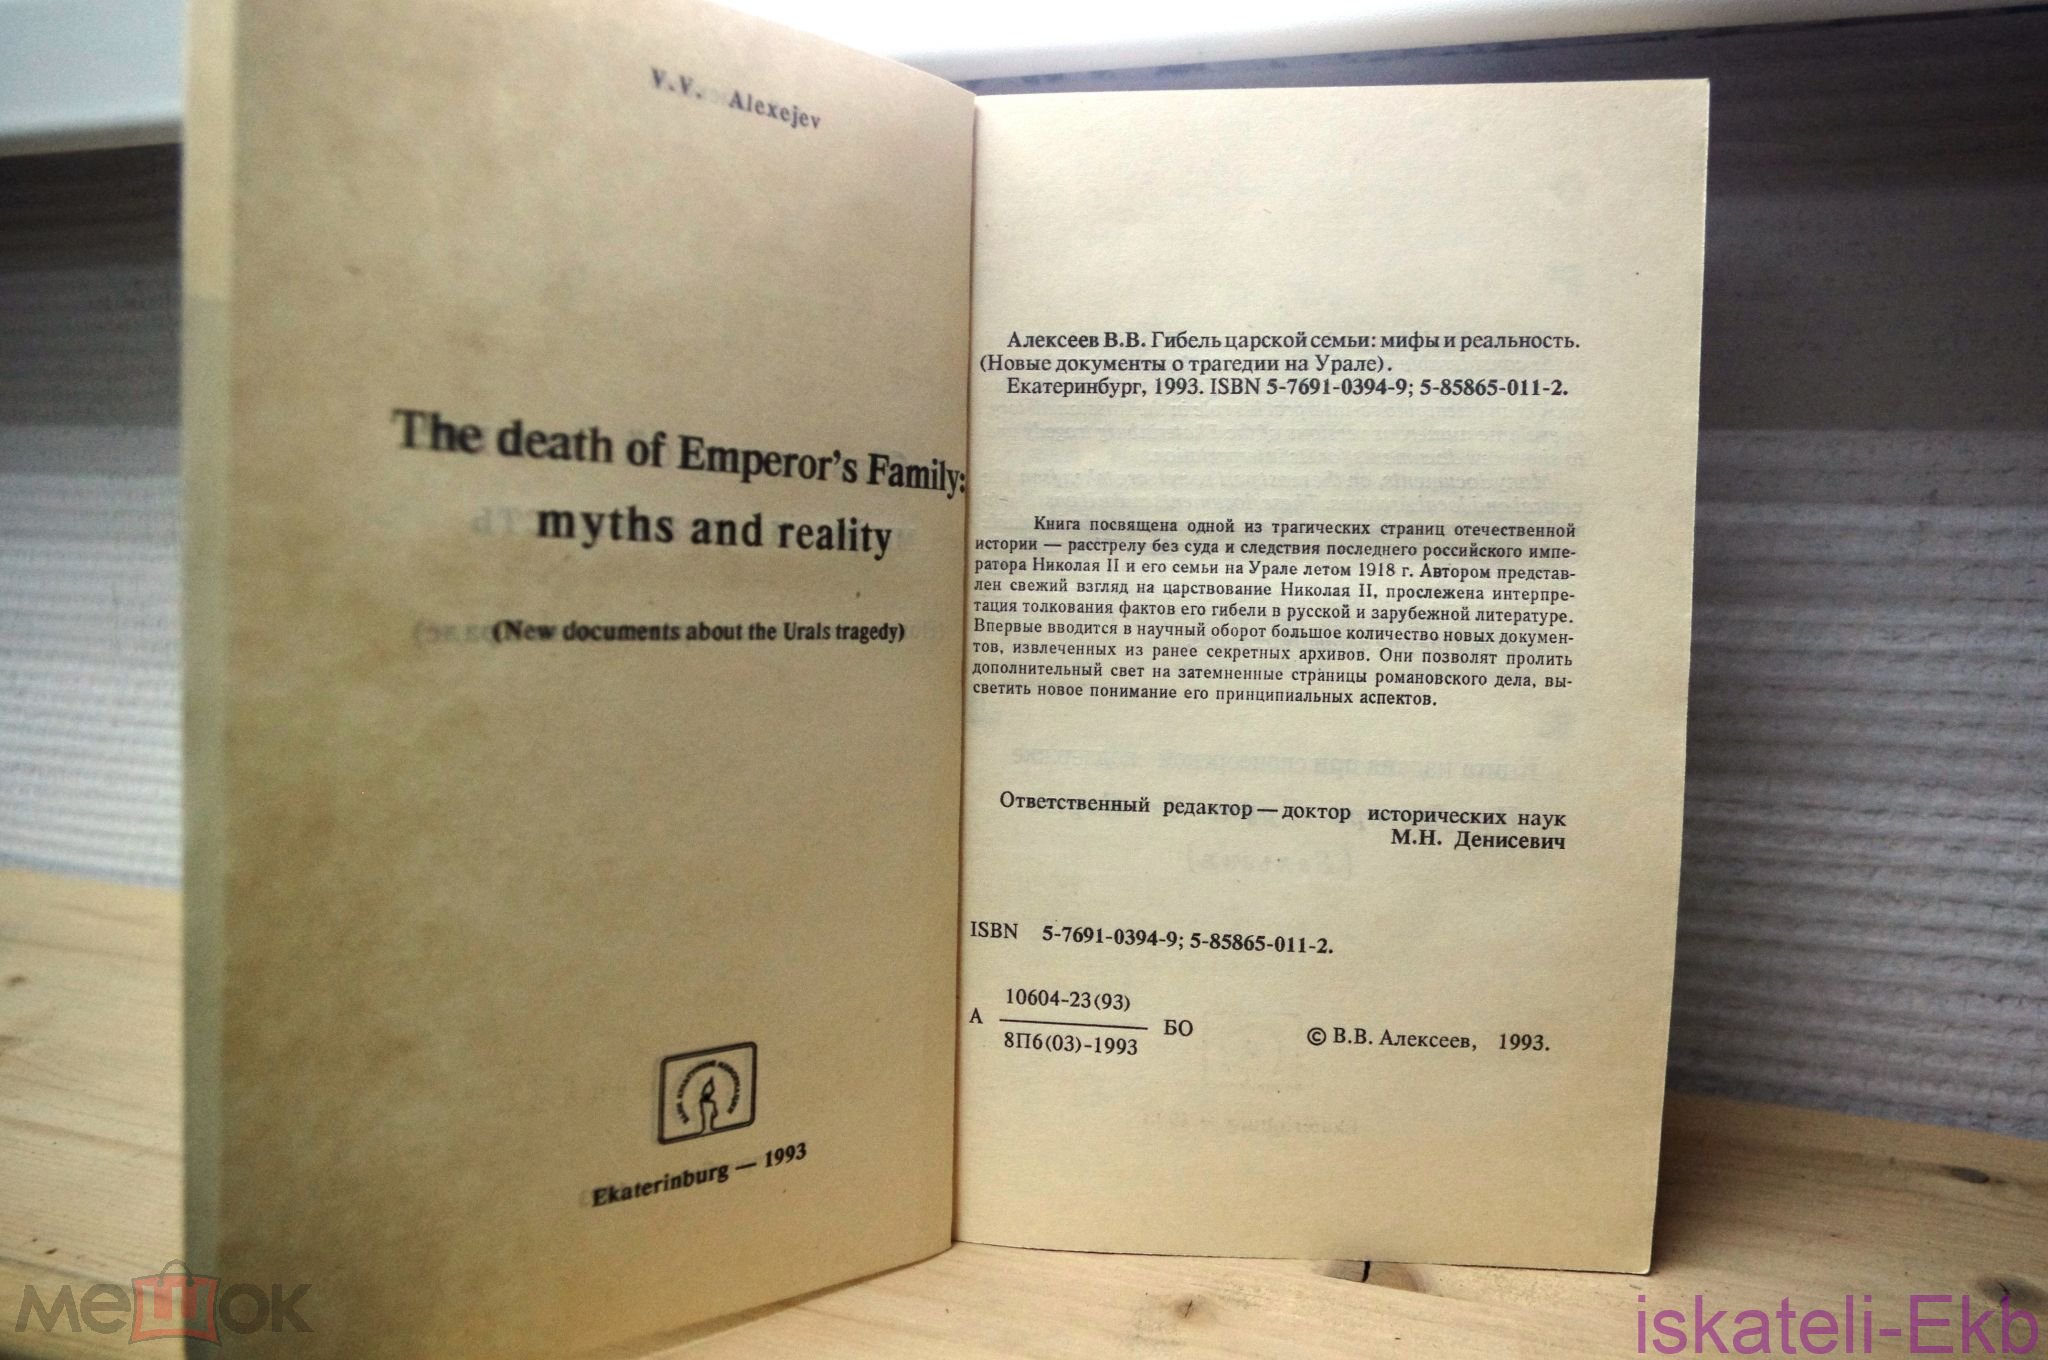 V.V. Alexejev
The death of Emperor's Family:
myths and reality
(New documents about the Urals tragedy)
Ekaterinburg — 1993
Алексеев В.В. Гибель царской семьи: мифы и реальность.
(Новые документы о трагедии на Урале).
Екатеринбург, 1993. ISBN 5-7691-0394-9; 5-85865-011-2.
Книга посвящена одной из трагических страниц отечественной
истории — расстрелу без суда и следствия последнего российского импе-
ратора Николая II и его семьи на Урале летом 1918 г. Автором представ-
лен свежий взгляд на царствование Николая II, прослежена интерпре-
тация толкования фактов его гибели в русской и зарубежной литературе.
Впервые вводится в научный оборот большое количество новых докумен-
тов, извлеченных из ранее секретных архивов. Они позволят пролить
дополнительный свет на затемненные страницы романовского дела, вы-
светить новое понимание его принципиальных аспектов.
Ответственный редактор — доктор исторических наук
М.Н. Денисевич
ISBN 5-7691-0394-9; 5-85865-011-2.
10604-23(93)
А БО
8П6(03)-1993
© В.В. Алексеев, 1993.
мешок
iskateli-Ekb